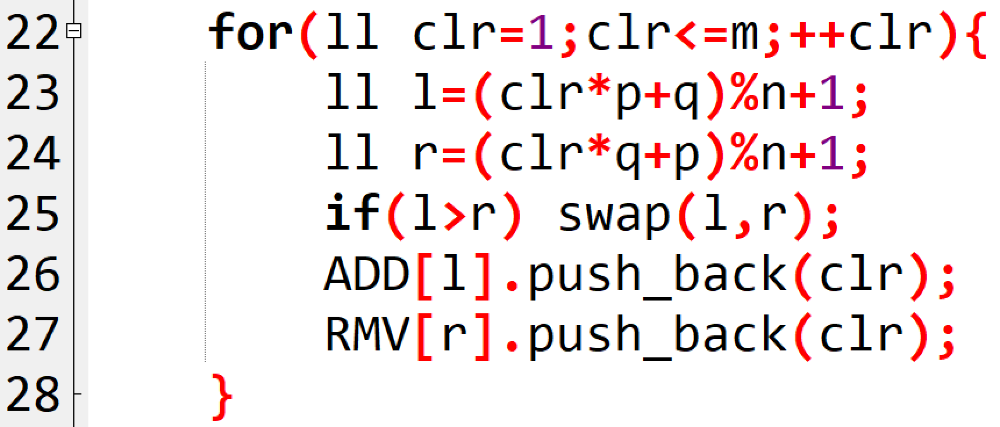 22 for(ll clr=1;clr<=m;++clr){
23 ll l=(clr*p+q)%n+1;
24 ll r=(clr*q+p)%n+1;
25 if(l>r) swap(l,r);
26 ADD[l].push_back(clr);
27 RMV[r].push_back(clr);
28 }